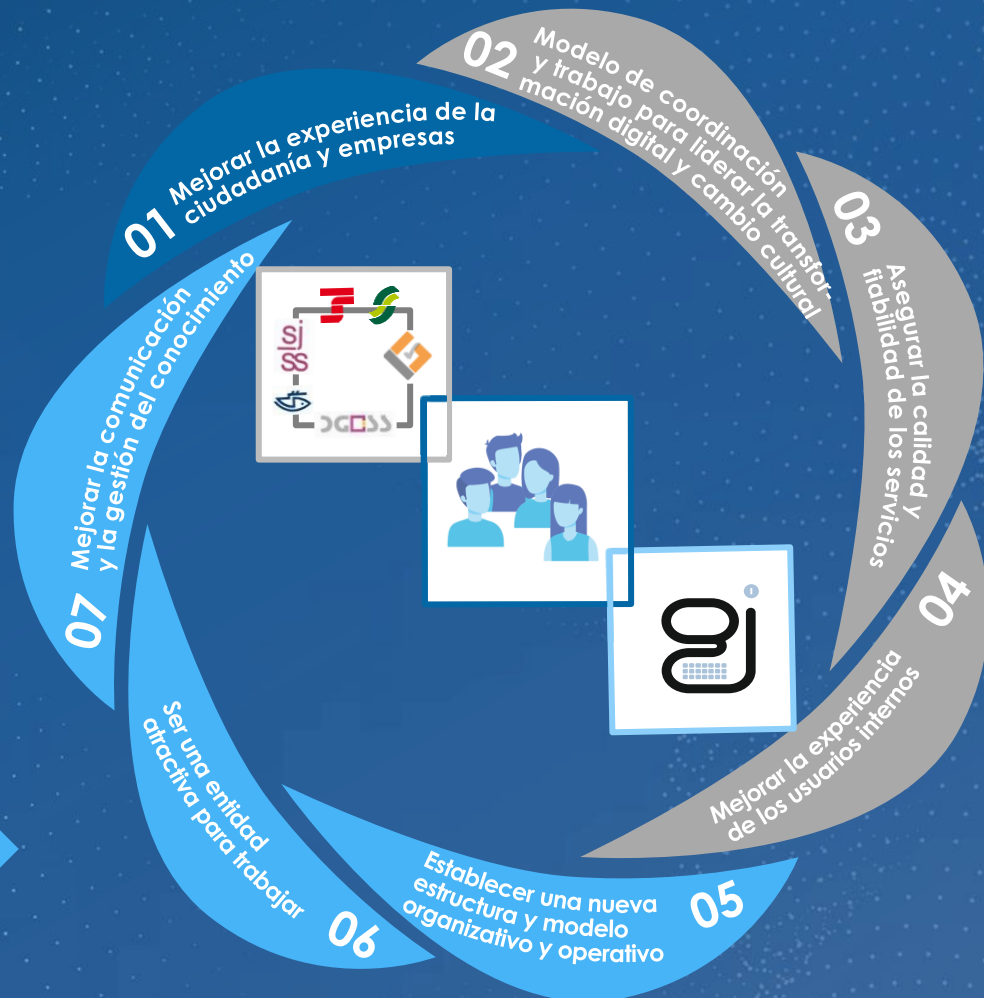 01 Mejorar la experiencia de la
ciudadanía y empresas
02 Modelo de coordinación
y trabajo para liderar la transfor-
mación digital y cambio cultural
03 Asegurar la calidad y
fiabilidad de los servicios
04 Mejorar la experiencia
de los usuarios internos
05 Establecer una nueva
estructura y modelo
organizativo y operativo
06 Ser una entidad
atractiva para trabajar
07 Mejorar la comunicación
y la gestión del conocimiento
sj
ss
gi